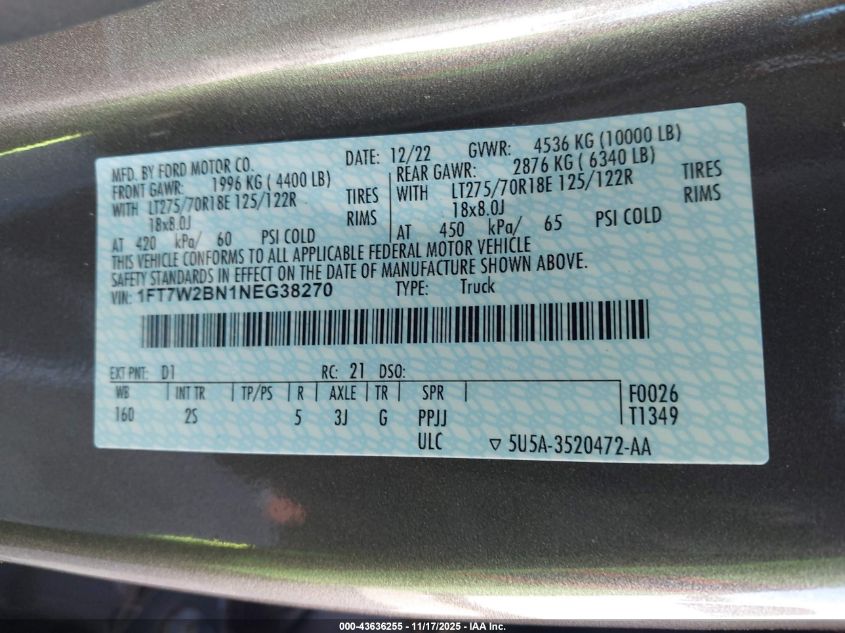 MFD. BY FORD MOTOR CO. DATE: 12/22 GVWR: 4536 KG (10000 LB)
FRONT GAWR: 1996 KG ( 4400 LB) REAR GAWR: 2876 KG ( 6340 LB)
WITH LT275/70R18E 125/122R TIRES WITH LT275/70R18E 125/122R TIRES
18x8.0J RIMS 18x8.0J RIMS
AT 420 kPa/ 60 PSI COLD AT 450 kPa/ 65 PSI COLD
THIS VEHICLE CONFORMS TO ALL APPLICABLE FEDERAL MOTOR VEHICLE
SAFETY STANDARDS IN EFFECT ON THE DATE OF MANUFACTURE SHOWN ABOVE.
VIN: 1FT7W2BN1NEG38270 TYPE: Truck
EXT PNT: D1 RC: 21 DSO:
WB INT TR TP/PS R AXLE TR SPR F0026
160 2S 5 3J G PPJJ T1349
ULC ▽ 5U5A-3520472-AA
000-43636255 - 11/17/2025 - IAA Inc.